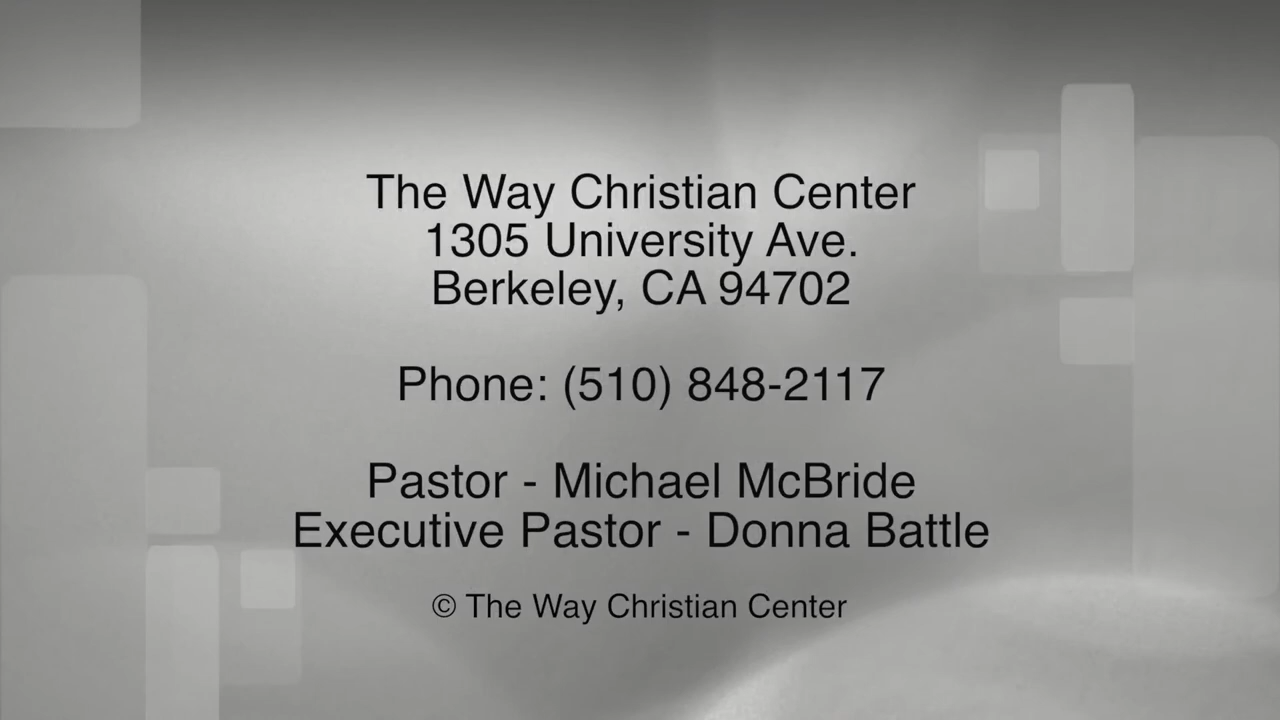 The Way Christian Center
1305 University Ave.
Berkeley, CA 94702
Phone: (510) 848-2117
Pastor - Michael McBride
Executive Pastor - Donna Battle
© The Way Christian Center